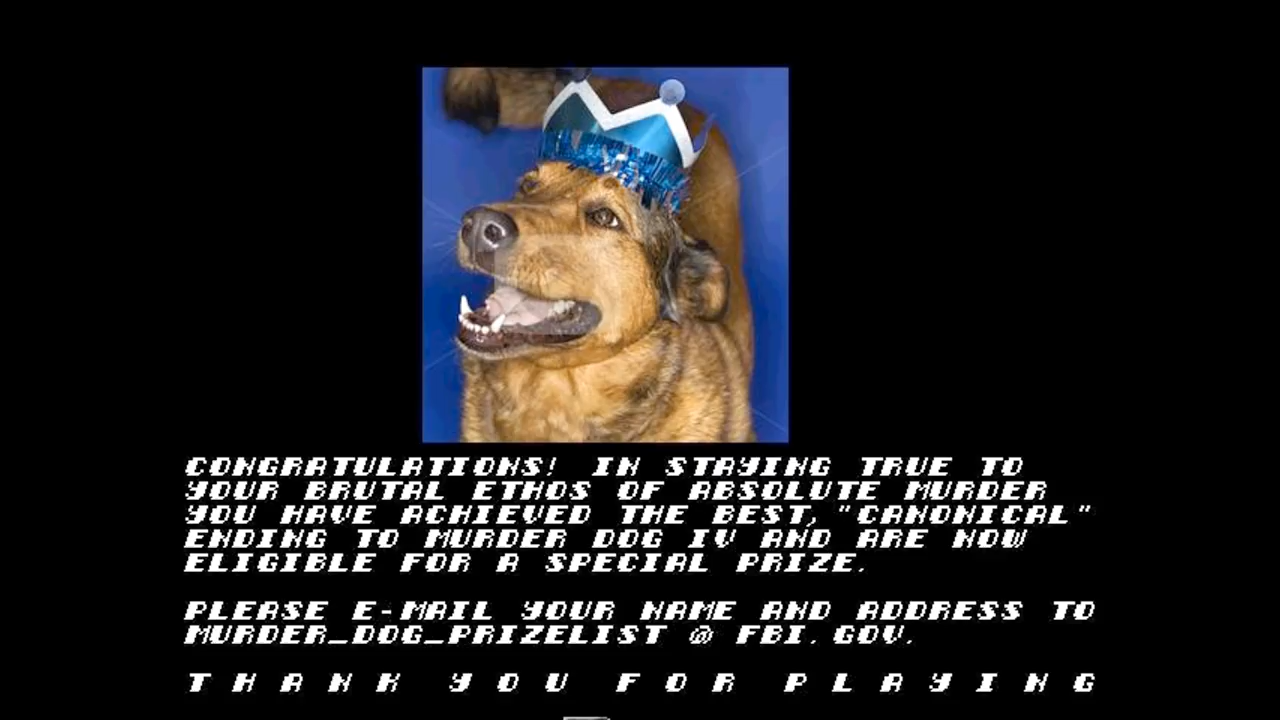 CONGRATULATIONS! IN STAYING TRUE TO
YOUR BRUTAL ETHOS OF ABSOLUTE MURDER
YOU HAVE ACHIEVED THE BEST, "CANONICAL"
ENDING TO MURDER DOG IV AND ARE NOW
ELIGIBLE FOR A SPECIAL PRIZE.
PLEASE E-MAIL YOUR NAME AND ADDRESS TO
MURDER_DOG_PRIZELIST @ FBI.GOV.
T H A N K  Y O U  F O R  P L A Y I N G